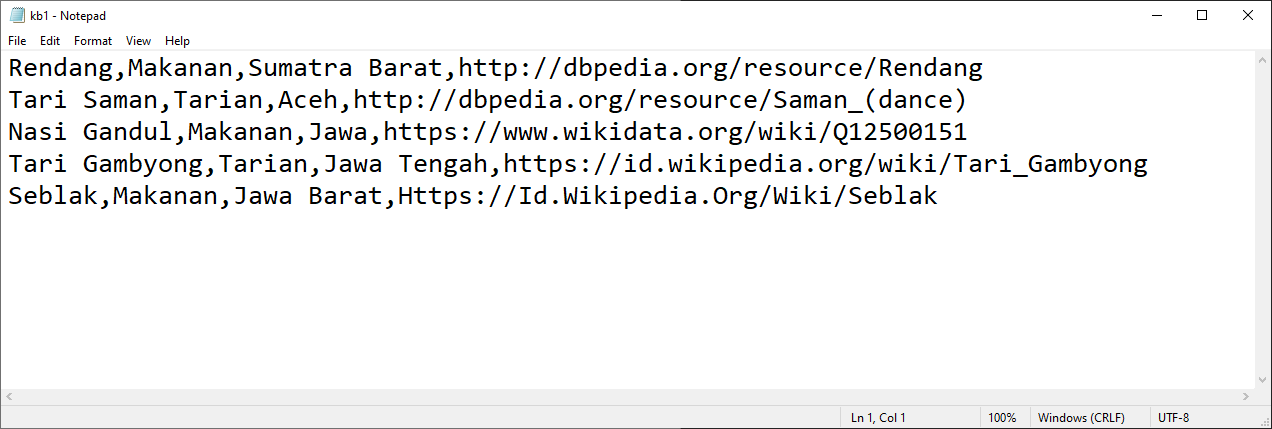 kb1 - Notepad
File Edit Format View Help
Rendang,Makanan,Sumatra Barat,http://dbpedia.org/resource/Rendang
Tari Saman,Tarian,Aceh,http://dbpedia.org/resource/Saman_(dance)
Nasi Gandul,Makanan,Jawa,https://www.wikidata.org/wiki/Q12500151
Tari Gambyong,Tarian,Jawa Tengah,https://id.wikipedia.org/wiki/Tari_Gambyong
Seblak,Makanan,Jawa Barat,Https://Id.Wikipedia.Org/Wiki/Seblak
Ln 1, Col 1 100% Windows (CRLF) UTF-8